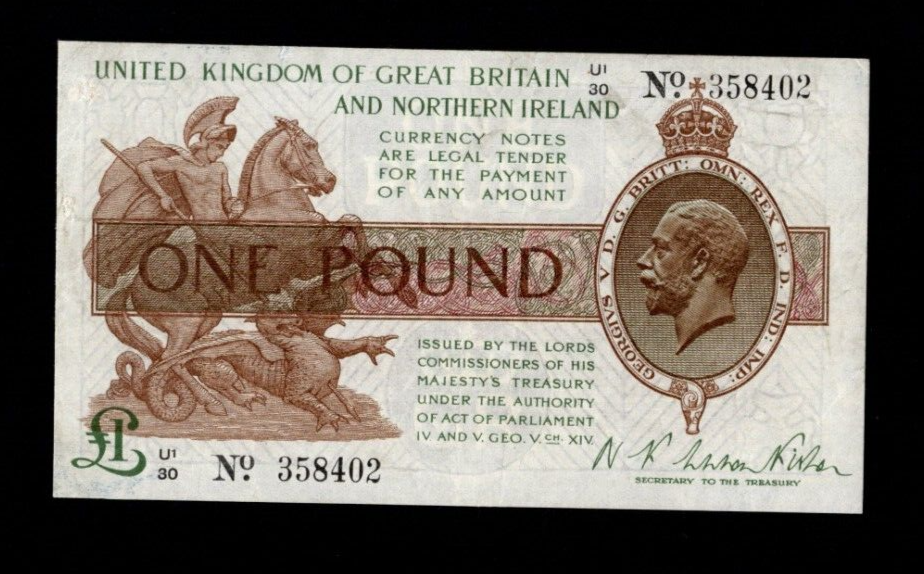 UNITED KINGDOM OF GREAT BRITAIN
AND NORTHERN IRELAND
U1
30
Nº 358402
CURRENCY NOTES
ARE LEGAL TENDER
FOR THE PAYMENT
OF ANY AMOUNT
GEORGIVS V D. G. BRITT: OMN: REX F. D. IND: IMP:
ONE POUND
ISSUED BY THE LORDS
COMMISSIONERS OF HIS
MAJESTY'S TREASURY
UNDER THE AUTHORITY
OF ACT OF PARLIAMENT
IV AND V. GEO. V. CH. XIV.
£1
U1
30
Nº 358402
SECRETARY TO THE TREASURY